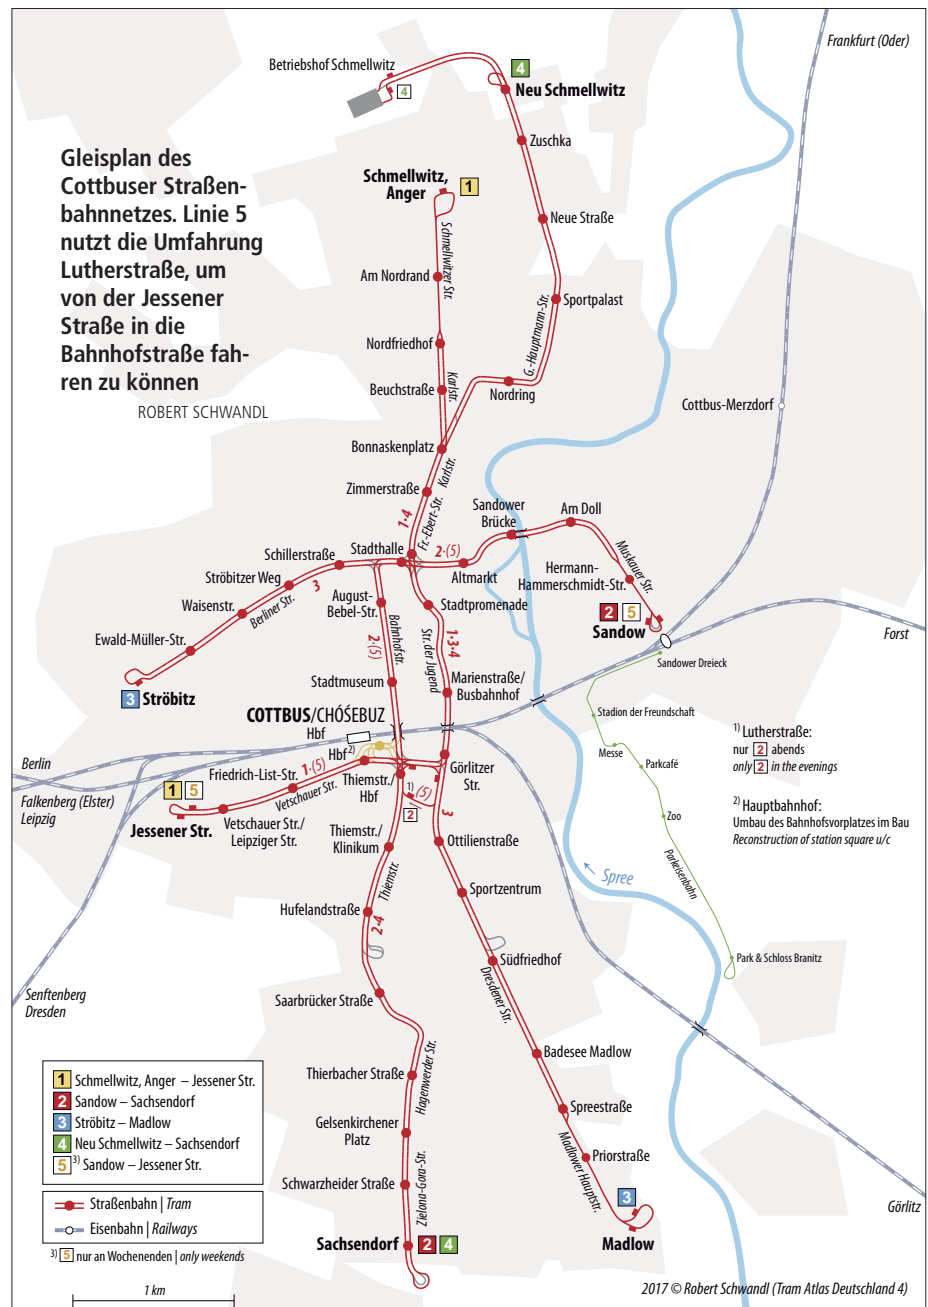 Frankfurt (Oder)
Betriebshof Schmellwitz
4
4
Neu Schmellwitz
Zuschka
Gleisplan des
Cottbuser Straßen-
bahnnetzes. Linie 5
nutzt die Umfahrung
Lutherstraße, um
von der Jessener
Straße in die
Bahnhofstraße fah-
ren zu können
ROBERT SCHWANDL
Schmellwitz,
Anger
1
Neue Straße
Schmellwitzer Str.
Am Nordrand
Sportpalast
G.-Hauptmann-Str.
Nordfriedhof
Beuchstraße
Karlstr.
Nordring
Cottbus-Merzdorf
Bonnaskenplatz
Karlstr.
Zimmerstraße
1·4
Fr.-Ebert-Str.
Sandower
Brücke
Am Doll
Schillerstraße
Stadthalle
2·(5)
Altmarkt
Muskauer Str.
Hermann-
Hammerschmidt-Str.
Ströbitzer Weg
3
Berliner Str.
Waisenstr.
August-
Bebel-Str.
Stadtpromenade
2
5
Sandow
Ewald-Müller-Str.
Bahnhofstr.
2·(5)
1·3·4
Str. der Jugend
Forst
Sandower Dreieck
3
Ströbitz
Stadtmuseum
Marienstraße/
Busbahnhof
Stadion der Freundschaft
COTTBUS/CHÓŚEBUZ
Hbf
Hbf 2)
Messe
Parkcafé
1) Lutherstraße:
nur 2 abends
only 2 in the evenings
Berlin
Friedrich-List-Str.
1·(5)
Vetschauer Str.
Thiemstr./
Hbf
Görlitzer
Str.
Falkenberg (Elster)
Leipzig
1
5
Jessener Str.
Vetschauer Str./
Leipziger Str.
1)
(5)
2
3
Zoo
2) Hauptbahnhof:
Umbau des Bahnhofsvorplatzes im Bau
Reconstruction of station square u/c
Thiemstr./
Klinikum
Ottilienstraße
Parkeisenbahn
Spree
Thiemstr.
Sportzentrum
Hufelandstraße
2·4
Südfriedhof
Park & Schloss Branitz
Dresdener Str.
Senftenberg
Dresden
Saarbrücker Straße
Badesee Madlow
Hagenwerder Str.
Thierbacher Straße
Spreestraße
Gelsenkirchener
Platz
Madlower Hauptstr.
Priorstraße
Schwarzheider Straße
Zielona-Gora-Str.
3
Madlow
Görlitz
Sachsendorf
2
4
1 Schmellwitz, Anger – Jessener Str.
2 Sandow – Sachsendorf
3 Ströbitz – Madlow
4 Neu Schmellwitz – Sachsendorf
5 3) Sandow – Jessener Str.
Straßenbahn | Tram
Eisenbahn | Railways
3) 5 nur an Wochenenden | only weekends
1 km
2017 © Robert Schwandl (Tram Atlas Deutschland 4)